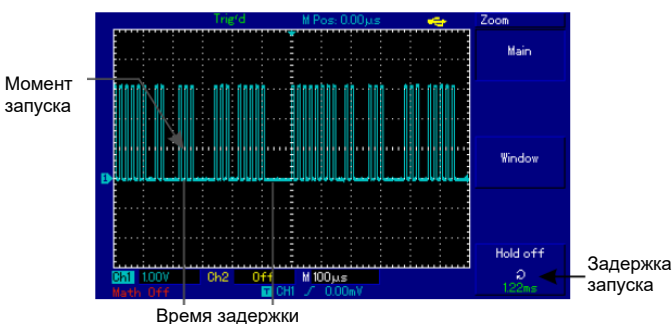 Trig'd M Pos: 0.00μs Zoom
Main
Момент
запуска
1
Window
Hold off
1.22ms
Задержка
запуска
Ch1 1.00V Ch2 Off M 100μs
Math Off T CH1 0.00mV
Время задержки